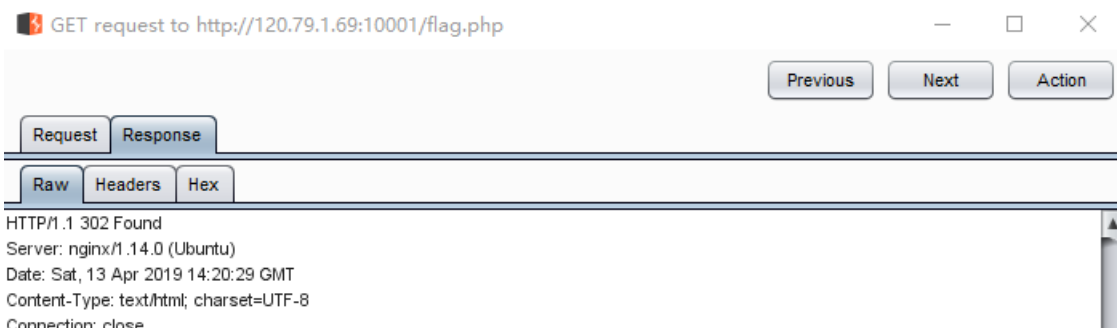 GET request to http://120.79.1.69:10001/flag.php
Previous Next Action
Request Response
Raw Headers Hex
HTTP/1.1 302 Found
Server: nginx/1.14.0 (Ubuntu)
Date: Sat, 13 Apr 2019 14:20:29 GMT
Content-Type: text/html; charset=UTF-8
Connection: close